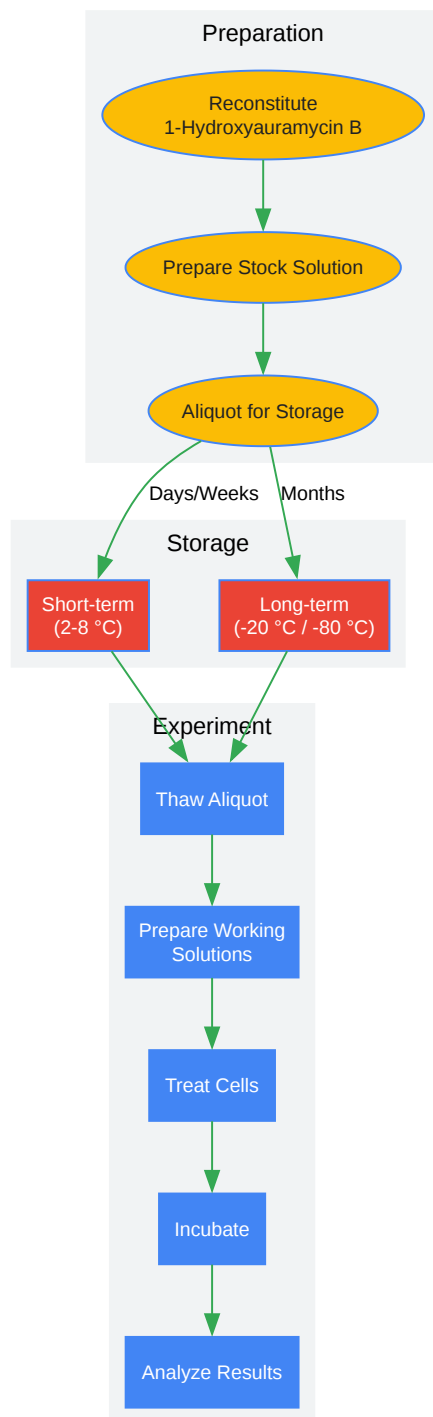 Preparation
Reconstitute
1-Hydroxyauramycin B
Prepare Stock Solution
Aliquot for Storage
Days/Weeks
Months
Storage
Short-term
(2-8 °C)
Long-term
(-20 °C / -80 °C)
Experiment
Thaw Aliquot
Prepare Working
Solutions
Treat Cells
Incubate
Analyze Results